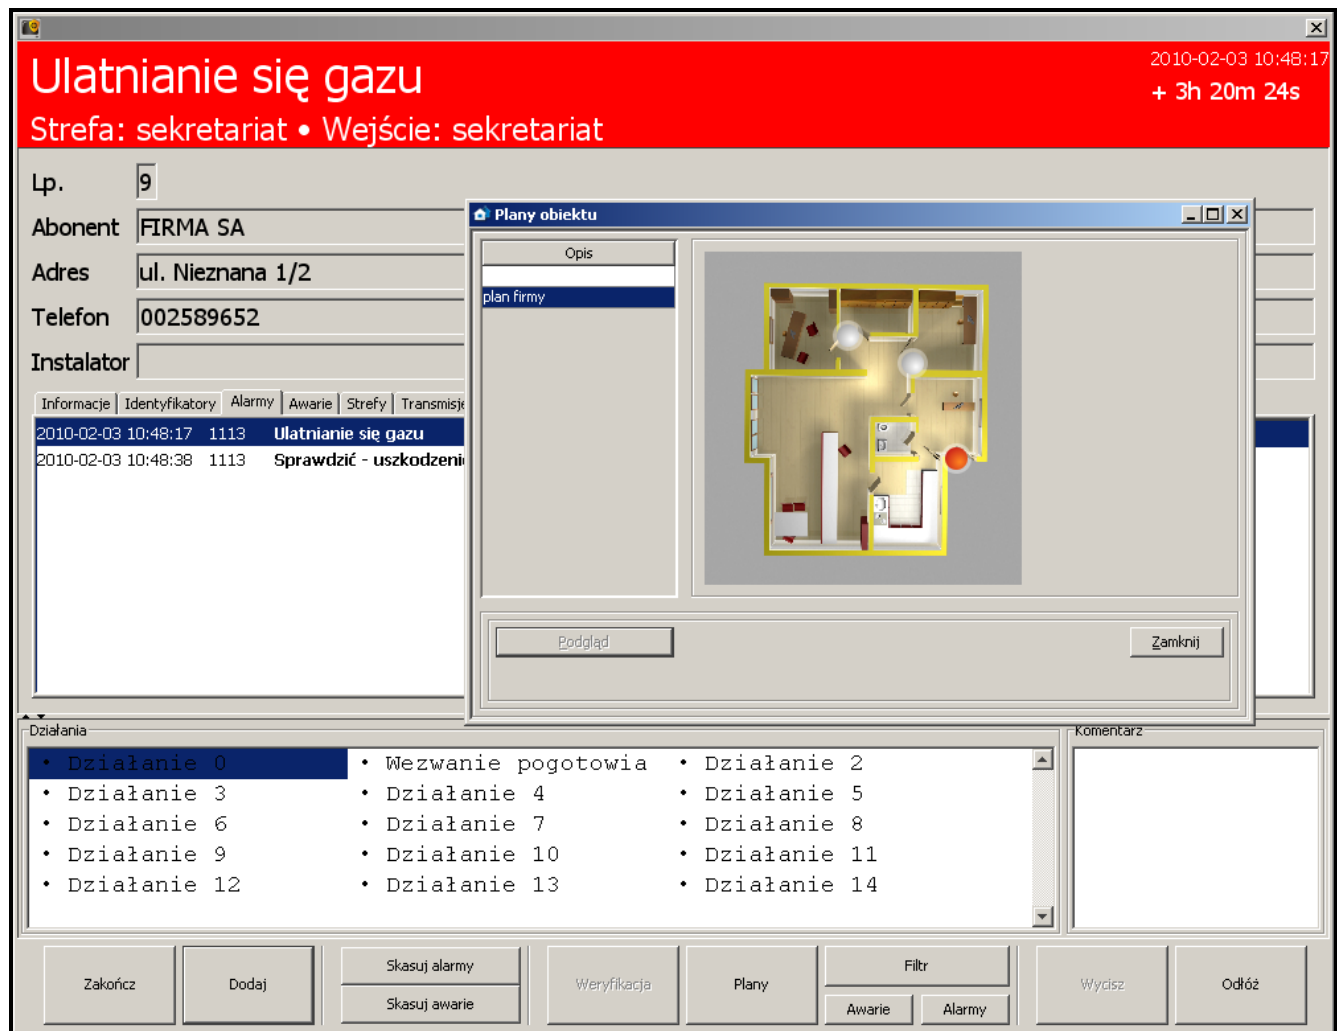 Ulatnianie się gazu
2010-02-03 10:48:17
+ 3h 20m 24s
Strefa: sekretariat • Wejście: sekretariat
Lp. 9
Abonent FIRMA SA
Adres ul. Nieznana 1/2
Telefon 002589652
Instalator
Informacje Identyfikatory Alarmy Awarie Strefy Transmisje
2010-02-03 10:48:17 1113 Ulatnianie się gazu
2010-02-03 10:48:38 1113 Sprawdzić - uszkodzeni
Plany obiektu
Opis
plan firmy
Podgląd Zamknij
Działania Komentarz
• Działanie 0 • Wezwanie pogotowia • Działanie 2
• Działanie 3 • Działanie 4 • Działanie 5
• Działanie 6 • Działanie 7 • Działanie 8
• Działanie 9 • Działanie 10 • Działanie 11
• Działanie 12 • Działanie 13 • Działanie 14
Zakończ Dodaj Skasuj alarmy Weryfikacja Plany Filtr Wycisz Odłóż
Skasuj awarie Awarie Alarmy